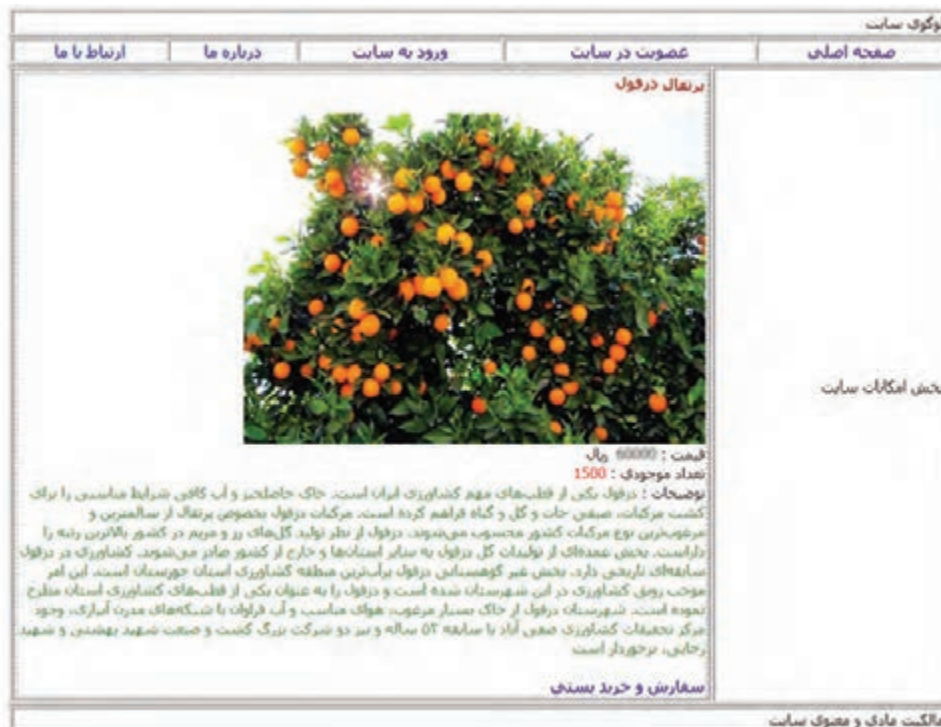 لوگوی سایت
صفحه اصلی عضویت در سایت ورود به سایت درباره ما ارتباط با ما
پرتقال دزفول
بخش امکانات سایت
قیمت : 60000 ریال
تعداد موجودی : 1500
توضیحات : دزفول یکی از قطب‌های مهم کشاورزی ایران است. خاک حاصلخیز و آب کافی شرایط مناسبی را برای
کشت مرکبات، صیفی جات و گل و گیاه فراهم کرده است. مرکبات دزفول بخصوص پرتقال از سالمترین و
مرغوب‌ترین نوع مرکبات کشور محسوب می‌شوند. دزفول از نظر تولید گل‌های رز و مریم در کشور بالاترین رتبه را
داراست. بخش عمده‌ای از تولیدات گل دزفول به سایر استان‌ها و خارج از کشور صادر می‌شوند. کشاورزی در دزفول
سابقه‌ای تاریخی دارد. بخش غیر کوهستانی دزفول پرآب‌ترین منطقه کشاورزی استان خوزستان است. این امر
موجب رونق کشاورزی در این شهرستان شده است و دزفول را به عنوان یکی از قطب‌های کشاورزی استان مطرح
نموده است. شهرستان دزفول از خاک بسیار مرغوب، هوای مناسب و آب فراوان با شبکه‌های مدرن آبیاری، وجود
مرکز تحقیقات کشاورزی صفی آباد با سابقه ۵۳ ساله و نیز دو شرکت بزرگ کشت و صنعت شهید بهشتی و شهید
رجایی، برخوردار است
سفارش و خرید پستی
مالکیت مادی و معنوی سایت